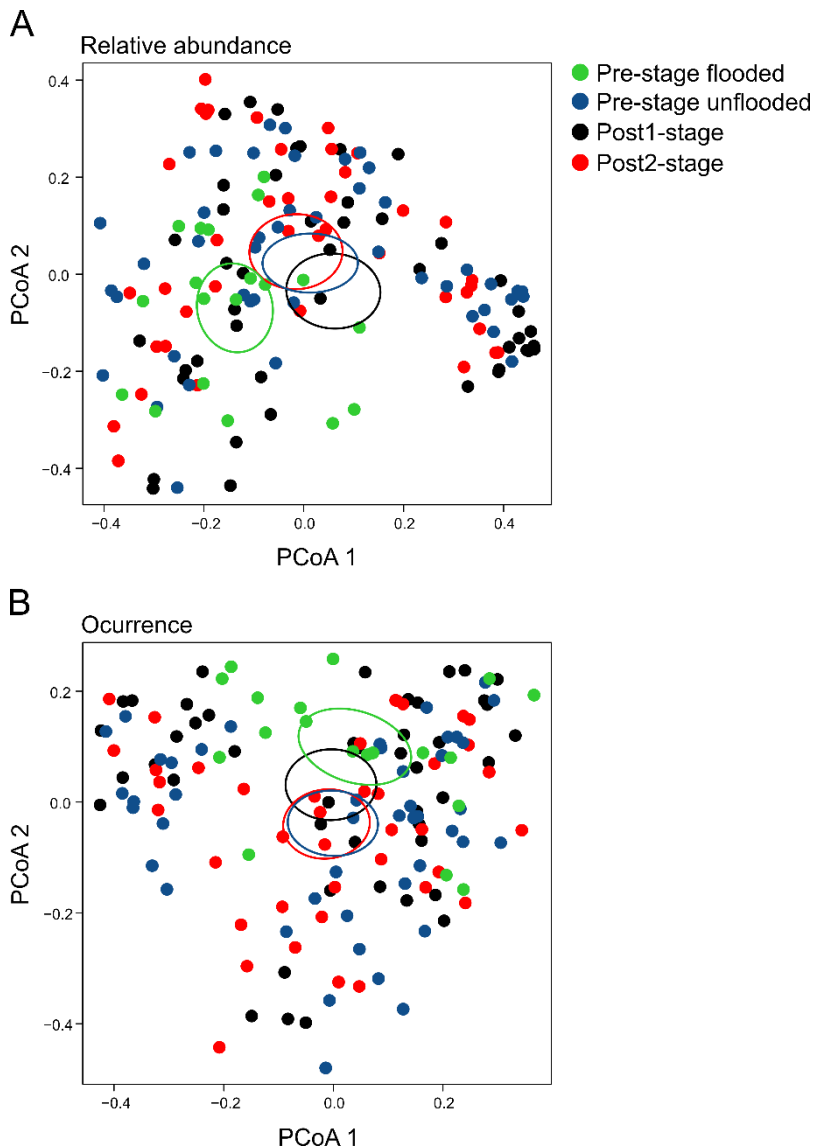 A
Relative abundance
Pre-stage flooded
Pre-stage unflooded
Post1-stage
Post2-stage
0.4
0.2
0.0
−0.2
−0.4
PCoA 2
−0.4 −0.2 0.0 0.2 0.4
PCoA 1
B
Ocurrence
0.2
0.0
−0.2
−0.4
PCoA 2
−0.4 −0.2 0.0 0.2
PCoA 1